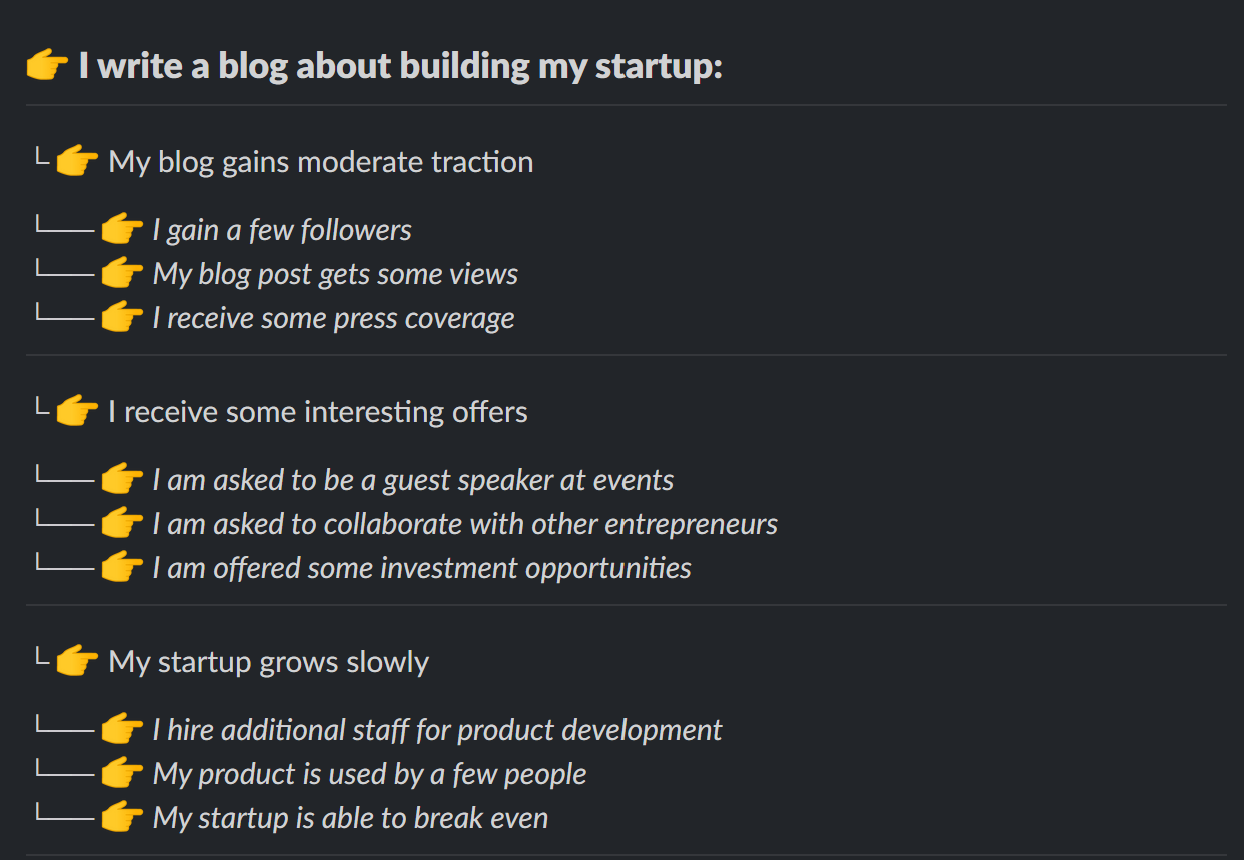 👉 I write a blog about building my startup:
└ 👉 My blog gains moderate traction
└── 👉 I gain a few followers
└── 👉 My blog post gets some views
└── 👉 I receive some press coverage
└ 👉 I receive some interesting offers
└── 👉 I am asked to be a guest speaker at events
└── 👉 I am asked to collaborate with other entrepreneurs
└── 👉 I am offered some investment opportunities
└ 👉 My startup grows slowly
└── 👉 I hire additional staff for product development
└── 👉 My product is used by a few people
└── 👉 My startup is able to break even